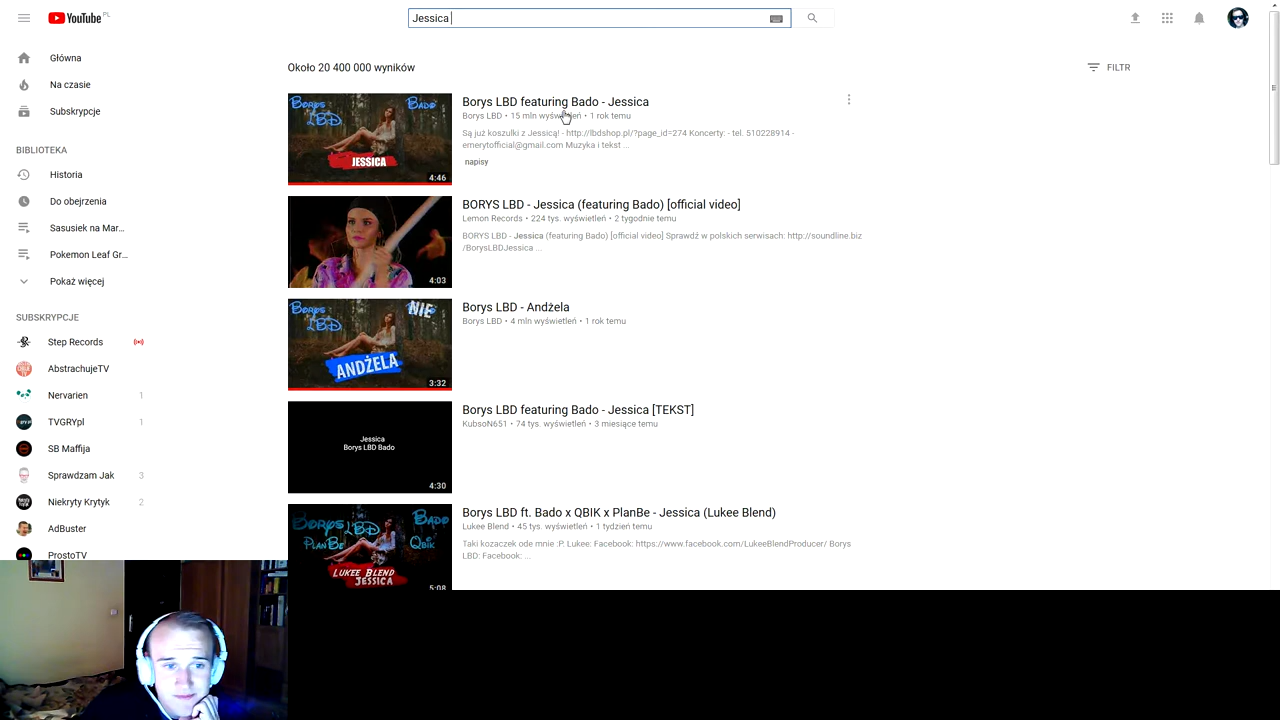 YouTube PL
Jessica
Główna
Na czasie
Subskrypcje
BIBLIOTEKA
Historia
Do obejrzenia
Sasusiek na Mar...
Pokemon Leaf Gr...
Pokaż więcej
SUBSKRYPCJE
Step Records
AbstrachujeTV
Nervarien 1
TVGRYpl 1
SB Maffija
Sprawdzam Jak 3
Niekryty Krytyk 2
AdBuster
ProstoTV
Około 20 400 000 wyników
FILTR
BORYS LBD
BADO
JESSICA
4:46
Borys LBD featuring Bado - Jessica
Borys LBD • 15 mln wyświetleń • 1 rok temu
Są już koszulki z Jessicą! - http://lbdshop.pl/?page_id=274 Koncerty: - tel. 510228914 -
emerytofficial@gmail.com Muzyka i tekst ...
napisy
4:03
BORYS LBD - Jessica (featuring Bado) [official video]
Lemon Records • 224 tys. wyświetleń • 2 tygodnie temu
BORYS LBD - Jessica (featuring Bado) [official video] Sprawdź w polskich serwisach: http://soundline.biz
/BorysLBDJessica ...
BORYS LBD
BADO
NIE
ANDŻELA
3:32
Borys LBD - Andżela
Borys LBD • 4 mln wyświetleń • 1 rok temu
Jessica
Borys LBD Bado
4:30
Borys LBD featuring Bado - Jessica [TEKST]
KubsoN651 • 74 tys. wyświetleń • 3 miesiące temu
BORYS LBD
BADO
PLANBE
QBIK
LUKEE BLEND
JESSICA
5:08
Borys LBD ft. Bado x QBIK x PlanBe - Jessica (Lukee Blend)
Lukee Blend • 45 tys. wyświetleń • 1 tydzień temu
Taki kozaczek ode mnie :P. Lukee: Facebook: https://www.facebook.com/LukeeBlendProducer/ Borys
LBD: Facebook: ...